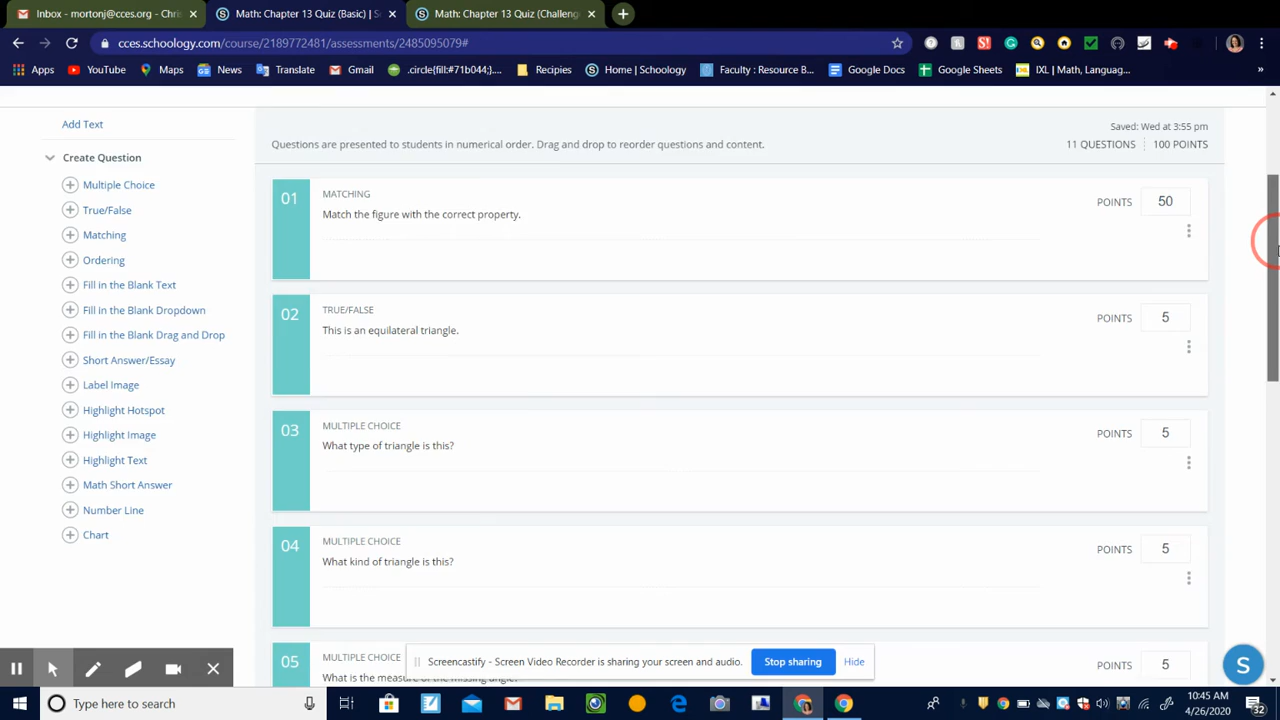 Inbox - mortonj@cces.org - Chris
Math: Chapter 13 Quiz (Basic) | S
Math: Chapter 13 Quiz (Challeng
cces.schoology.com/course/2189772481/assessments/2485095079#
Apps
YouTube
Maps
News
Translate
Gmail
.circle{fill:#71b044;}...
Recipies
Home | Schoology
Faculty : Resource B...
Google Docs
Google Sheets
IXL | Math, Languag...
»
Add Text
Create Question
Multiple Choice
True/False
Matching
Ordering
Fill in the Blank Text
Fill in the Blank Dropdown
Fill in the Blank Drag and Drop
Short Answer/Essay
Label Image
Highlight Hotspot
Highlight Image
Highlight Text
Math Short Answer
Number Line
Chart
Saved: Wed at 3:55 pm
Questions are presented to students in numerical order. Drag and drop to reorder questions and content.
11 QUESTIONS
100 POINTS
01
MATCHING
Match the figure with the correct property.
POINTS
50
02
TRUE/FALSE
This is an equilateral triangle.
POINTS
5
03
MULTIPLE CHOICE
What type of triangle is this?
POINTS
5
04
MULTIPLE CHOICE
What kind of triangle is this?
POINTS
5
05
MULTIPLE CHOICE
What is the measure of the missing angle?
POINTS
5
Screencastify - Screen Video Recorder is sharing your screen and audio.
Stop sharing
Hide
S
Type here to search
10:45 AM
4/26/2020
32